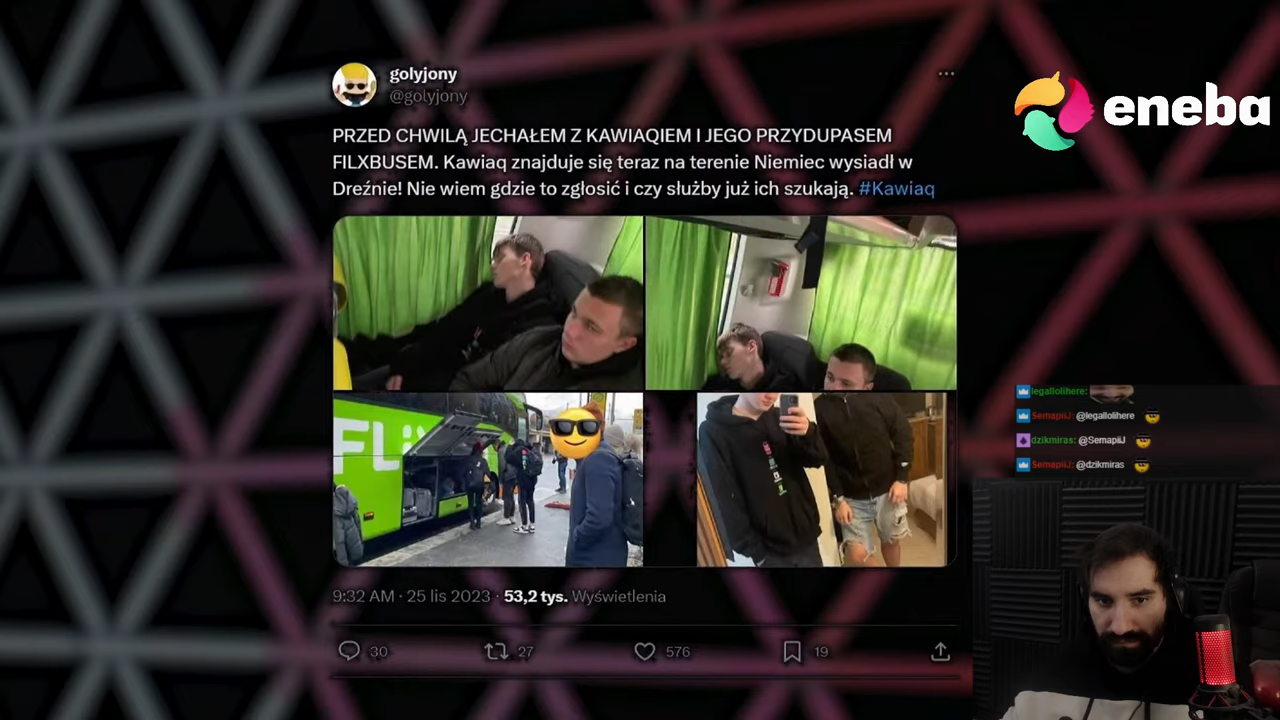 golyjony
@golyjony
PRZED CHWILĄ JECHAŁEM Z KAWIAQIEM I JEGO PRZYDUPASEM
FILXBUSEM. Kawiaq znajduje się teraz na terenie Niemiec wysiadł w
Dreźnie! Nie wiem gdzie to zgłosić i czy służby już ich szukają. #Kawiaq
FLi
9:32 AM · 25 lis 2023 · 53,2 tys. Wyświetlenia
30 27 576 19
eneba
legallolihere:
SemapiiJ: @legallolihere
dzikmiras: @SemapiiJ
SemapiiJ: @dzikmiras